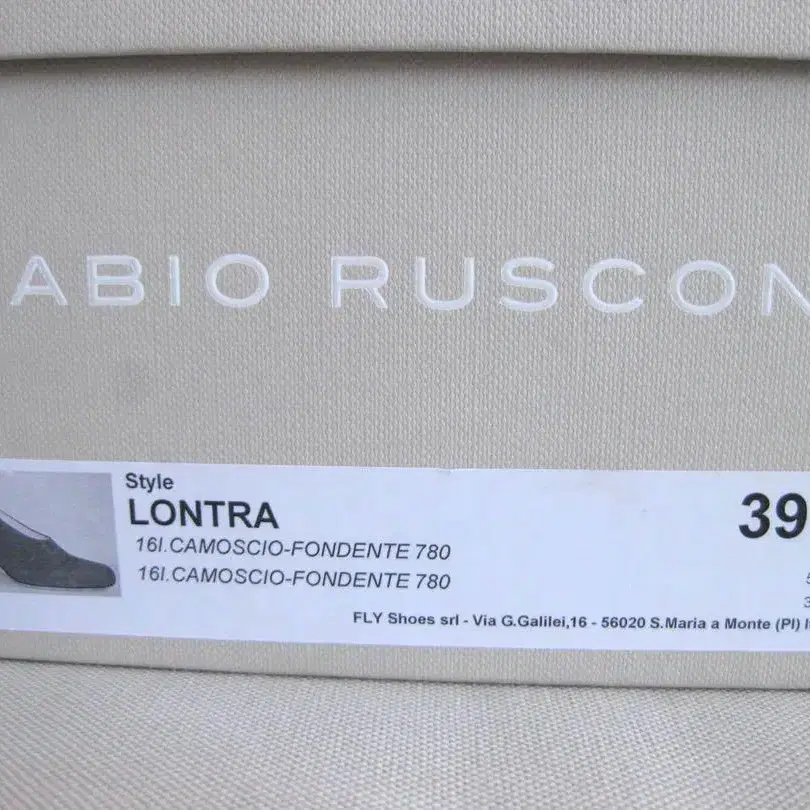 ABIO RUSCON
Style
LONTRA
39
16I.CAMOSCIO-FONDENTE 780
16I.CAMOSCIO-FONDENTE 780
FLY Shoes srl - Via G.Galilei,16 - 56020 S.Maria a Monte (PI) I